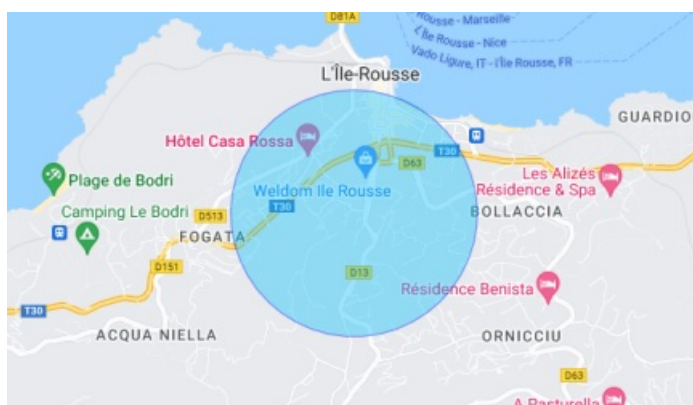 D81A
Rousse - Marseille
L'Île Rousse - Nice
Vado Ligure, IT - l'Île Rousse, FR
L'Île-Rousse
GUARDIO
Hôtel Casa Rossa
T30
D63
Plage de Bodri
Weldom Ile Rousse
Les Alizés
Résidence & Spa
Camping Le Bodri
D513
T30
BOLLACCIA
FOGATA
D151
D13
Résidence Benista
T30
ACQUA NIELLA
ORNICCIU
D63
A Pasturella